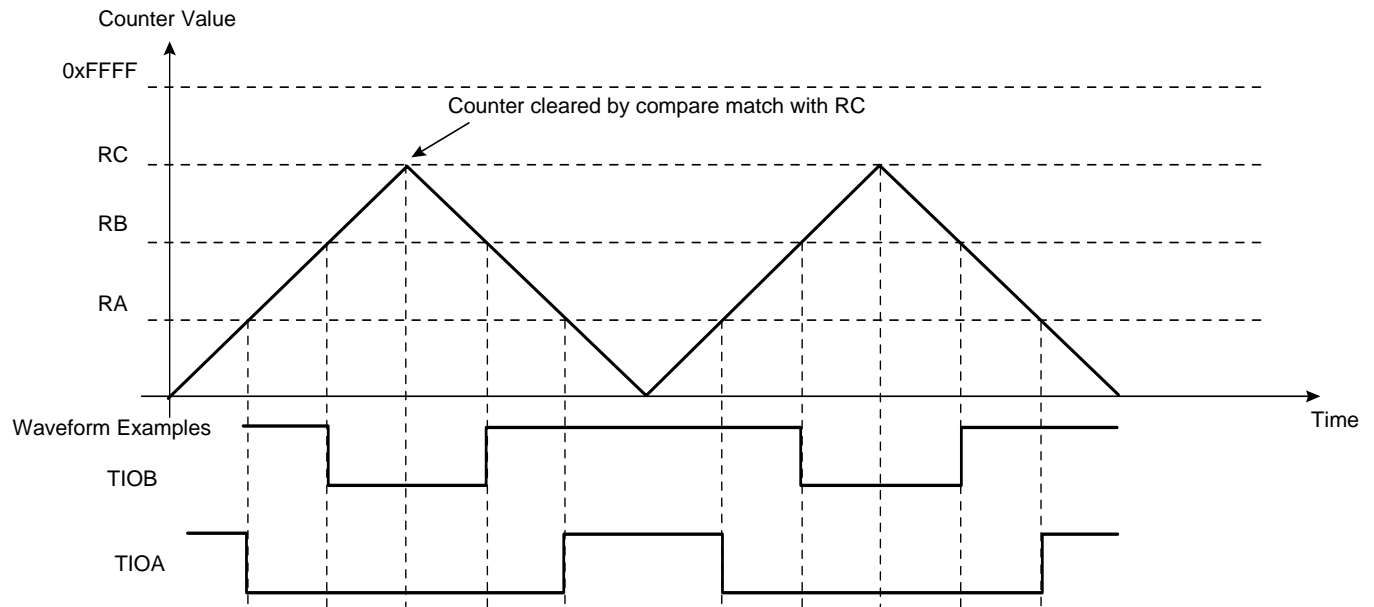 Counter Value
0xFFFF
Counter cleared by compare match with RC
RC
RB
RA
Time
Waveform Examples
TIOB
TIOA